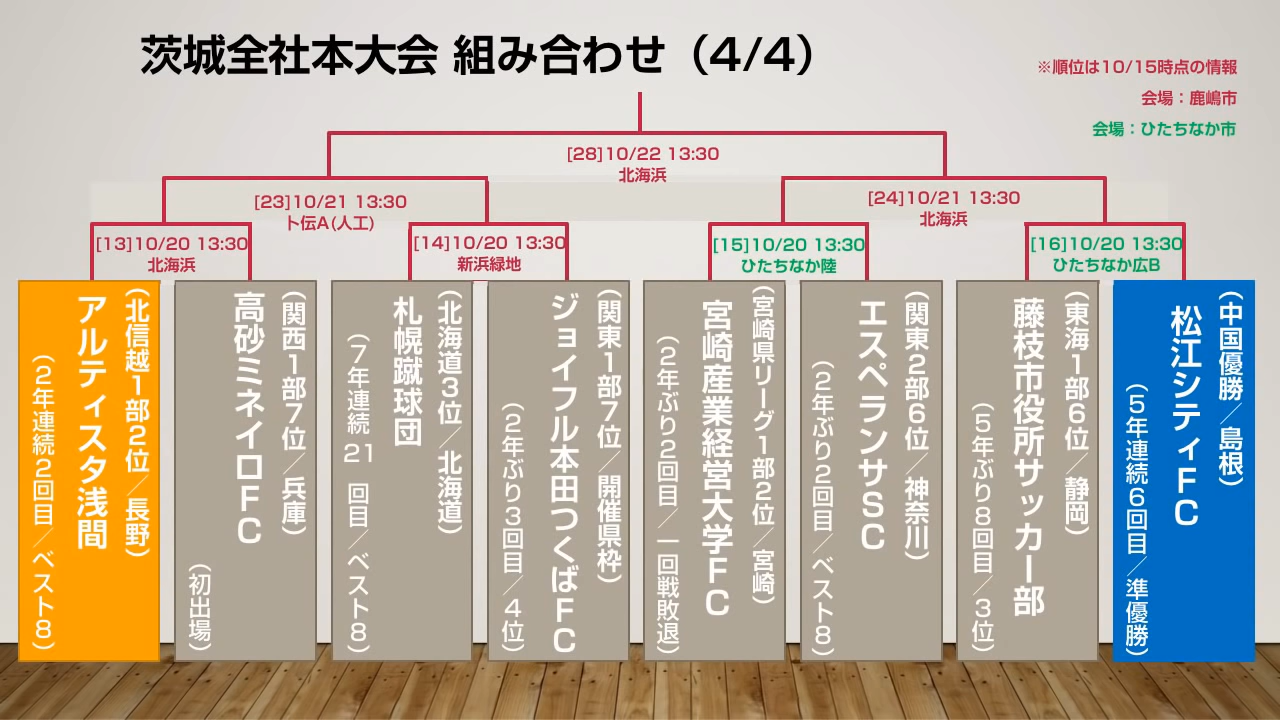 茨城全社本大会 組み合わせ（4/4）
※順位は10/15時点の情報
会場：鹿嶋市
会場：ひたちなか市
[28]10/22 13:30
北海浜
[23]10/21 13:30
卜伝A(人工)
[24]10/21 13:30
北海浜
[13]10/20 13:30
北海浜
[14]10/20 13:30
新浜緑地
[15]10/20 13:30
ひたちなか陸
[16]10/20 13:30
ひたちなか広B
（北信越1部2位／長野）
アルティスタ浅間
（2年連続2回目／ベスト8）
（関西1部7位／兵庫）
高砂ミネイロFC
（初出場）
（北海道3位／北海道）
札幌蹴球団
（7年連続 21 回目／ベスト8）
（関東1部7位／開催県枠）
ジョイフル本田つくばFC
（2年ぶり3回目／4位）
（宮崎県リーグ1部2位／宮崎）
宮崎産業経営大学FC
（2年ぶり2回目／一回戦敗退）
（関東2部6位／神奈川）
エスペランサSC
（2年ぶり2回目／ベスト8）
（東海1部6位／静岡）
藤枝市役所サッカー部
（5年ぶり8回目／3位）
（中国優勝／島根）
松江シティFC
（5年連続6回目／準優勝）